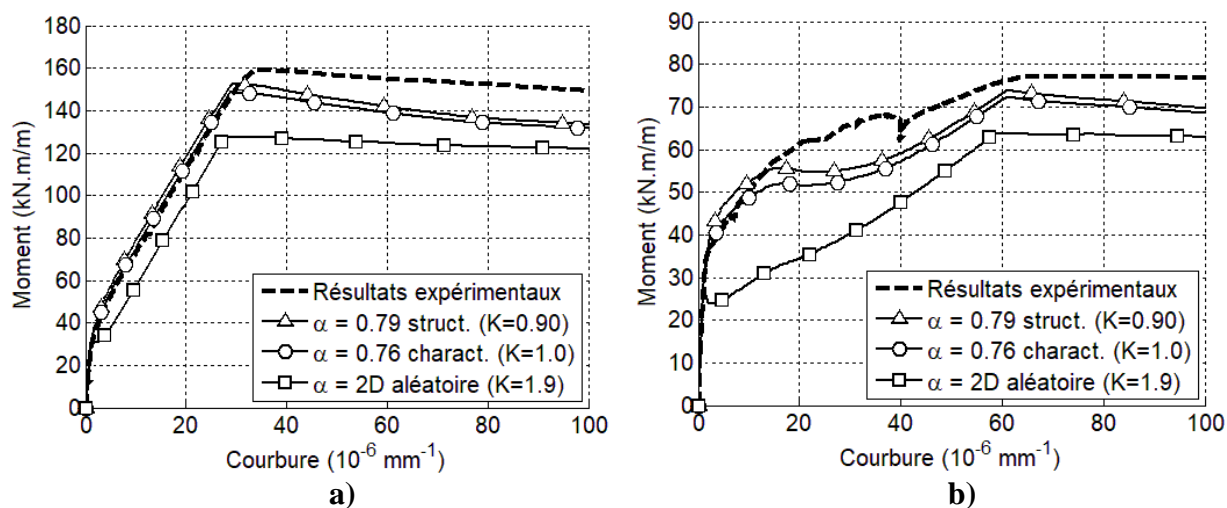 180
160
140
120
100
80
60
40
20
0
Moment (kN.m/m)
Résultats expérimentaux
α = 0.79 struct. (K=0.90)
α = 0.76 charact. (K=1.0)
α = 2D aléatoire (K=1.9)
0 20 40 60 80 100
Courbure (10⁻⁶ mm⁻¹)
a)
90
80
70
60
50
40
30
20
10
0
Moment (kN.m/m)
Résultats expérimentaux
α = 0.79 struct. (K=0.90)
α = 0.76 charact. (K=1.0)
α = 2D aléatoire (K=1.9)
0 20 40 60 80 100
Courbure (10⁻⁶ mm⁻¹)
b)